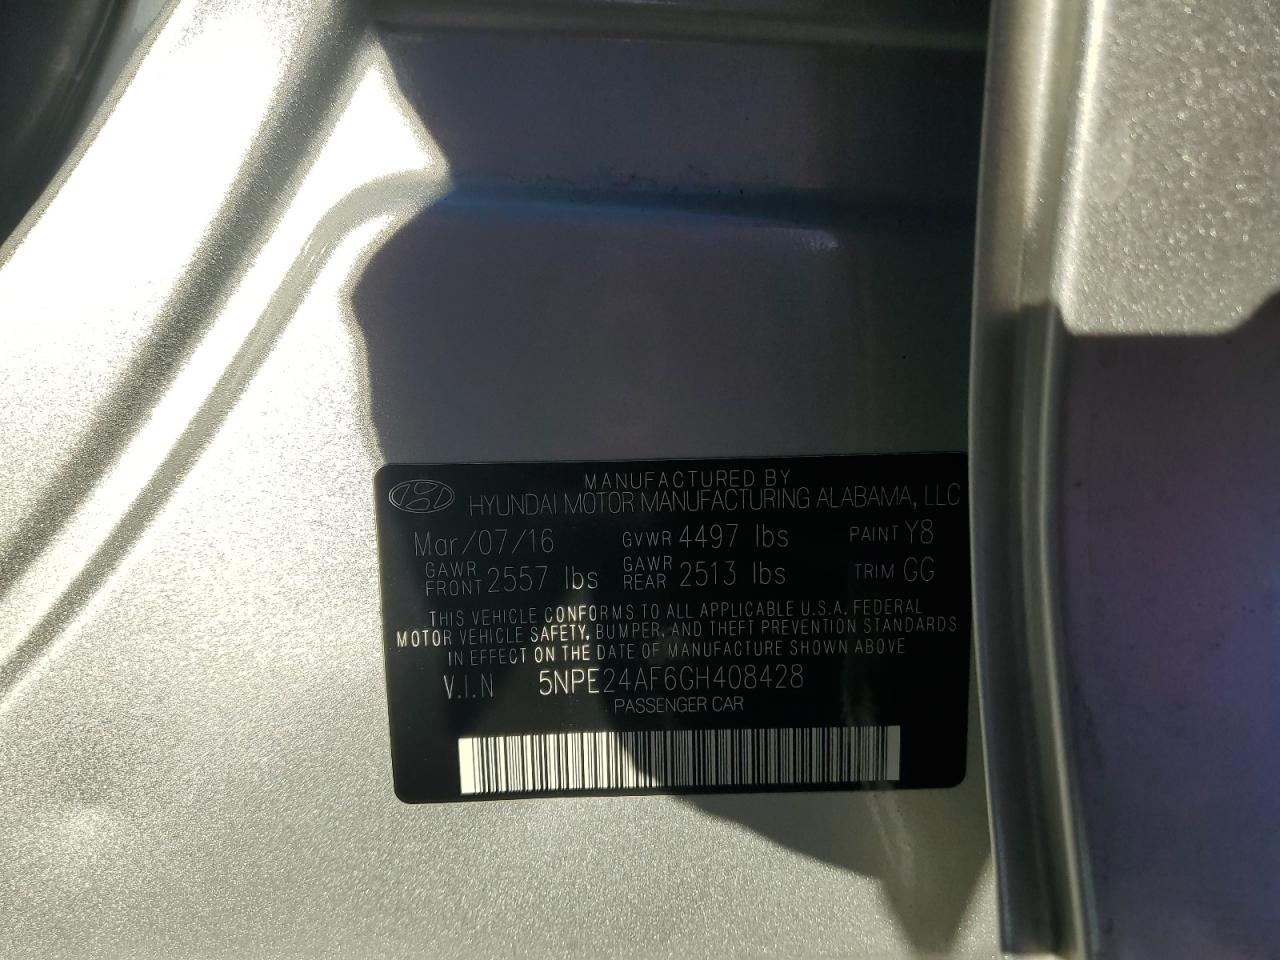 MANUFACTURED BY
HYUNDAI MOTOR MANUFACTURING ALABAMA, LLC
Mar/07/16 GVWR 4497 lbs PAINT Y8
GAWR FRONT 2557 lbs GAWR REAR 2513 lbs TRIM GG
THIS VEHICLE CONFORMS TO ALL APPLICABLE U.S.A. FEDERAL
MOTOR VEHICLE SAFETY, BUMPER, AND THEFT PREVENTION STANDARDS
IN EFFECT ON THE DATE OF MANUFACTURE SHOWN ABOVE
V.I.N 5NPE24AF6GH408428
PASSENGER CAR